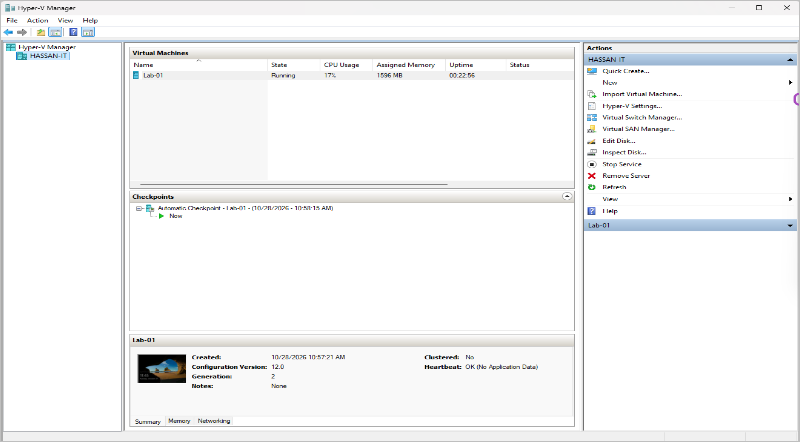 Hyper-V Manager
File Action View Help
Hyper-V Manager
HASSAN-IT
Virtual Machines
Name State CPU Usage Assigned Memory Uptime Status
Lab-01 Running 17% 1596 MB 00:22:56
Checkpoints
Automatic Checkpoint - Lab-01 - (10/28/2026 - 10:58:15 AM)
Now
Lab-01
Created: 10/28/2026 10:57:21 AM
Configuration Version: 12.0
Generation: 2
Notes: None
Clustered: No
Heartbeat: OK (No Application Data)
Summary Memory Networking
Actions
HASSAN-IT
Quick Create...
New
Import Virtual Machine...
Hyper-V Settings...
Virtual Switch Manager...
Virtual SAN Manager...
Edit Disk...
Inspect Disk...
Stop Service
Remove Server
Refresh
View
Help
Lab-01